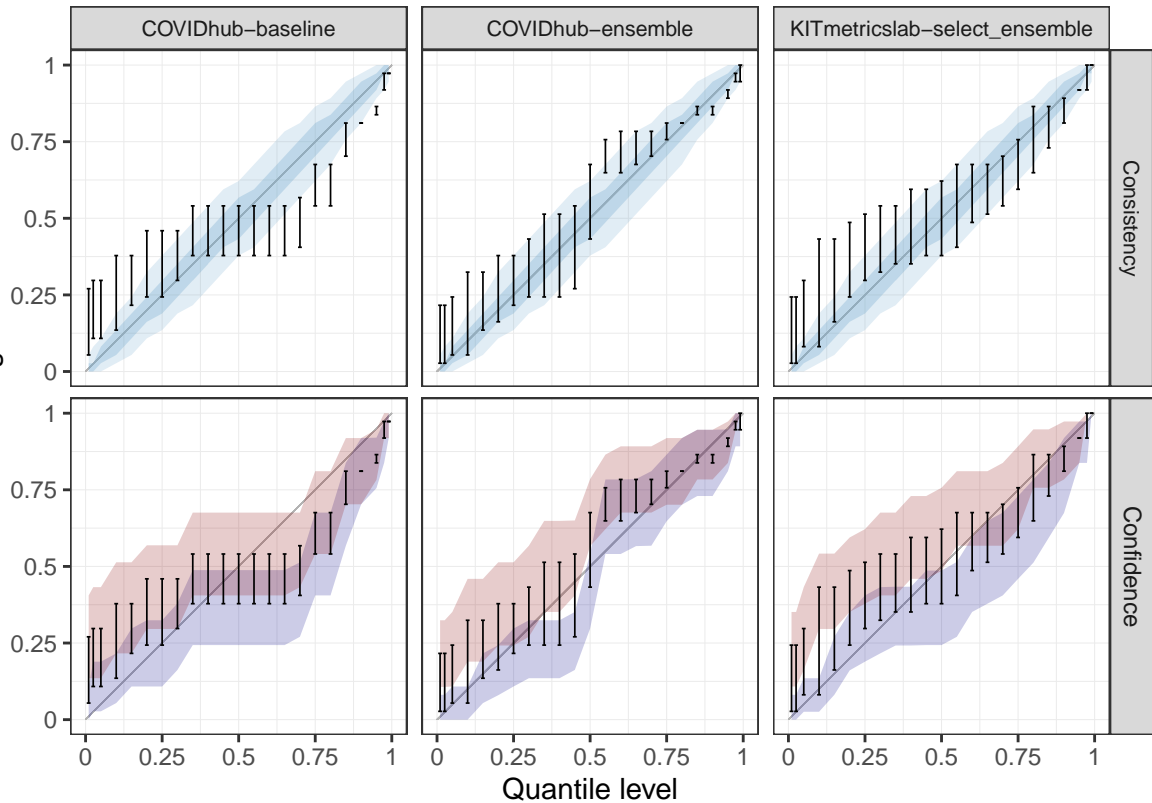 COVIDhub−baseline
COVIDhub−ensemble
KITmetricslab−select_ensemble
1
0.75
0.5
0.25
0
Consistency
1
0.75
0.5
0.25
0
Confidence
0 0.25 0.5 0.75 1
0 0.25 0.5 0.75 1
0 0.25 0.5 0.75 1
Quantile level